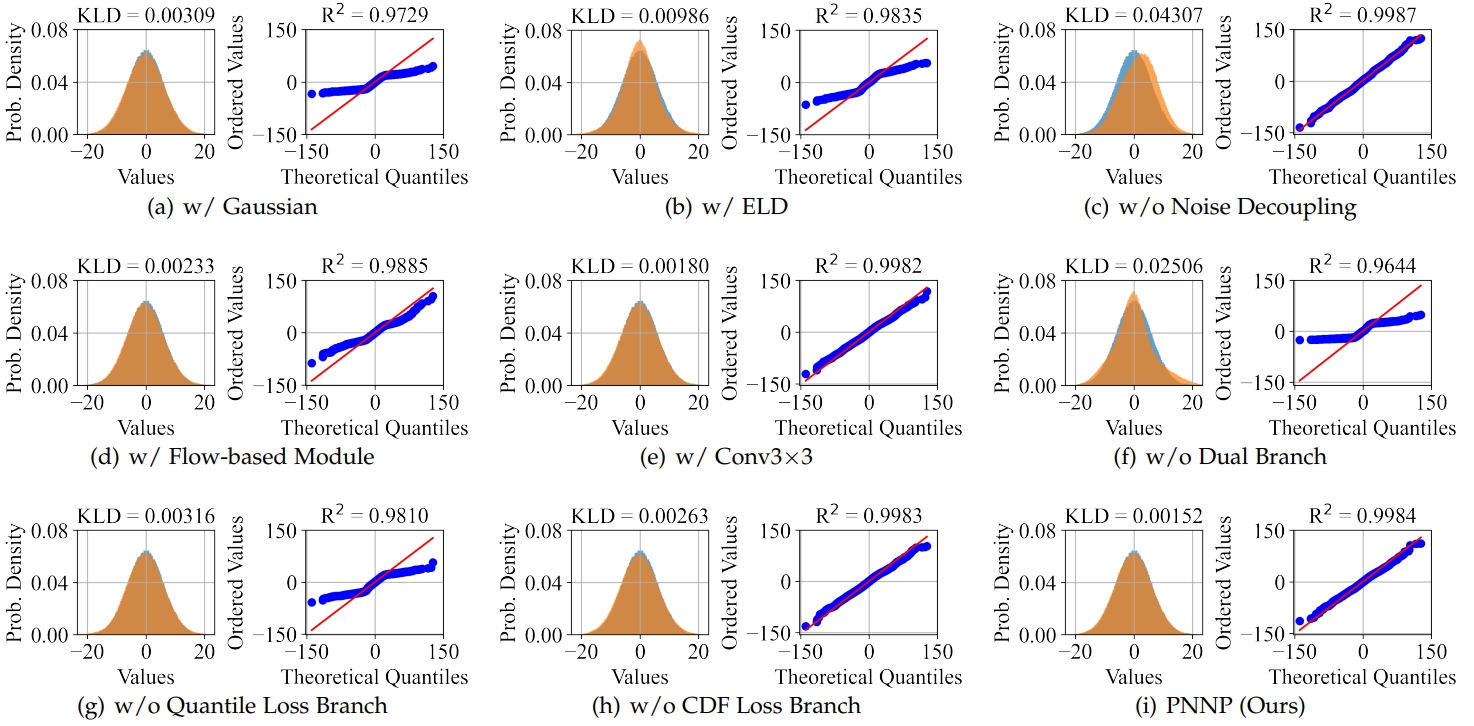 KLD = 0.00309
R² = 0.9729
KLD = 0.00986
R² = 0.9835
KLD = 0.04307
R² = 0.9987
Prob. Density
0.08
0.04
0.00
−20 0 20
Values
Ordered Values
150
0
−150
−150 0 150
Theoretical Quantiles
Prob. Density
0.08
0.04
0.00
−20 0 20
Values
Ordered Values
150
0
−150
−150 0 150
Theoretical Quantiles
Prob. Density
0.08
0.04
0.00
−20 0 20
Values
Ordered Values
150
0
−150
−150 0 150
Theoretical Quantiles
(a) w/ Gaussian
(b) w/ ELD
(c) w/o Noise Decoupling
KLD = 0.00233
R² = 0.9885
KLD = 0.00180
R² = 0.9982
KLD = 0.02506
R² = 0.9644
Prob. Density
0.08
0.04
0.00
−20 0 20
Values
Ordered Values
150
0
−150
−150 0 150
Theoretical Quantiles
Prob. Density
0.08
0.04
0.00
−20 0 20
Values
Ordered Values
150
0
−150
−150 0 150
Theoretical Quantiles
Prob. Density
0.08
0.04
0.00
−20 0 20
Values
Ordered Values
150
0
−150
−150 0 150
Theoretical Quantiles
(d) w/ Flow-based Module
(e) w/ Conv3×3
(f) w/o Dual Branch
KLD = 0.00316
R² = 0.9810
KLD = 0.00263
R² = 0.9983
KLD = 0.00152
R² = 0.9984
Prob. Density
0.08
0.04
0.00
−20 0 20
Values
Ordered Values
150
0
−150
−150 0 150
Theoretical Quantiles
Prob. Density
0.08
0.04
0.00
−20 0 20
Values
Ordered Values
150
0
−150
−150 0 150
Theoretical Quantiles
Prob. Density
0.08
0.04
0.00
−20 0 20
Values
Ordered Values
150
0
−150
−150 0 150
Theoretical Quantiles
(g) w/o Quantile Loss Branch
(h) w/o CDF Loss Branch
(i) PNNP (Ours)